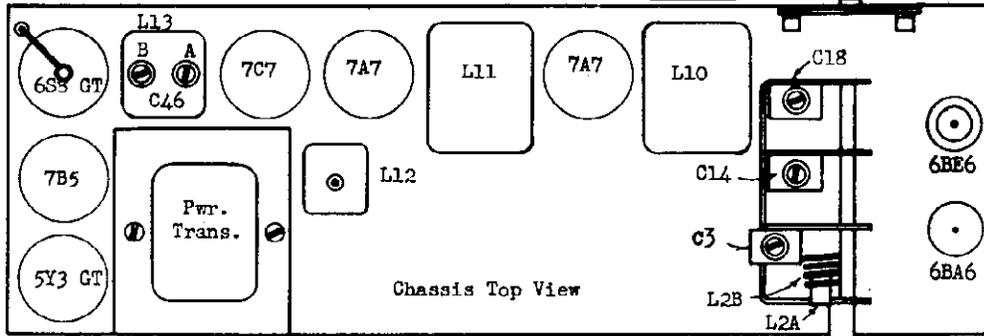 L13
B A
C46
6S8 GT
7C7
7A7
L11
7A7
L10
C18
6BE6
7B5
Pwr.
Trans.
L12
C14
C3
6BA6
5Y3 GT
Chassis Top View
L2B
L2A